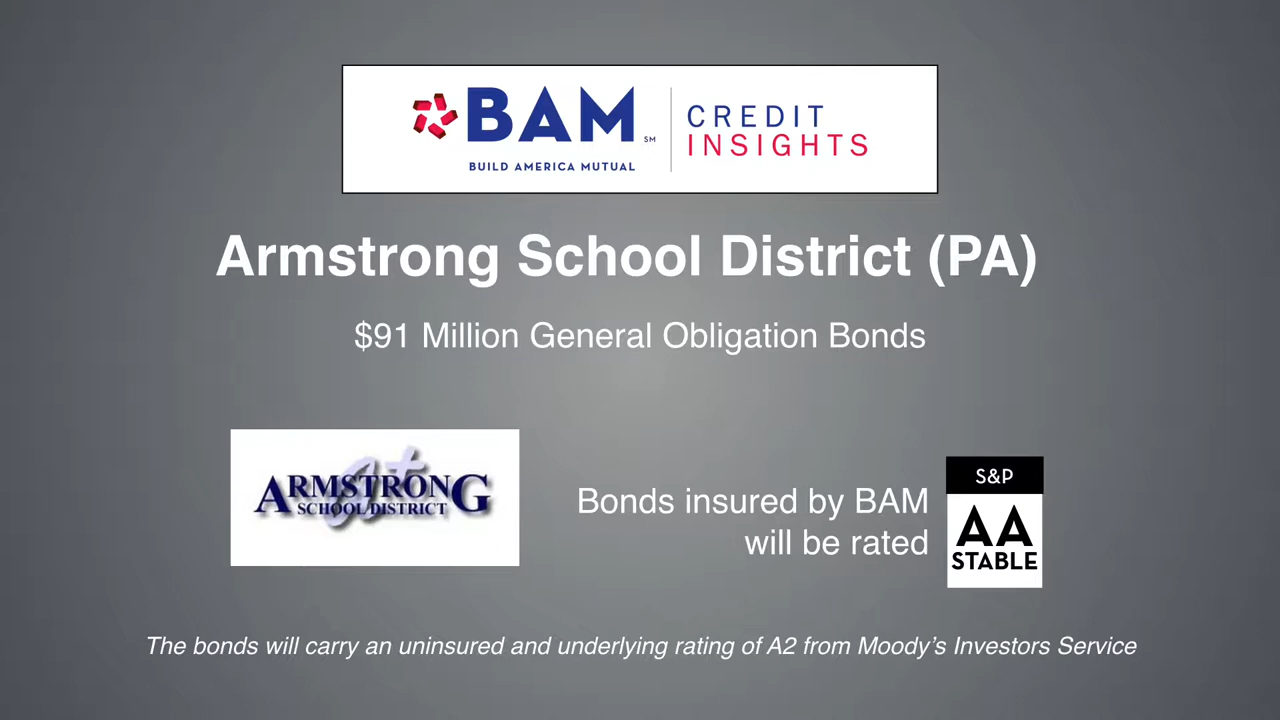 BAM SM
BUILD AMERICA MUTUAL
CREDIT
INSIGHTS
Armstrong School District (PA)
$91 Million General Obligation Bonds
ARMSTRONG
SCHOOL DISTRICT
Bonds insured by BAM
will be rated
S&P
AA
STABLE
The bonds will carry an uninsured and underlying rating of A2 from Moody’s Investors Service